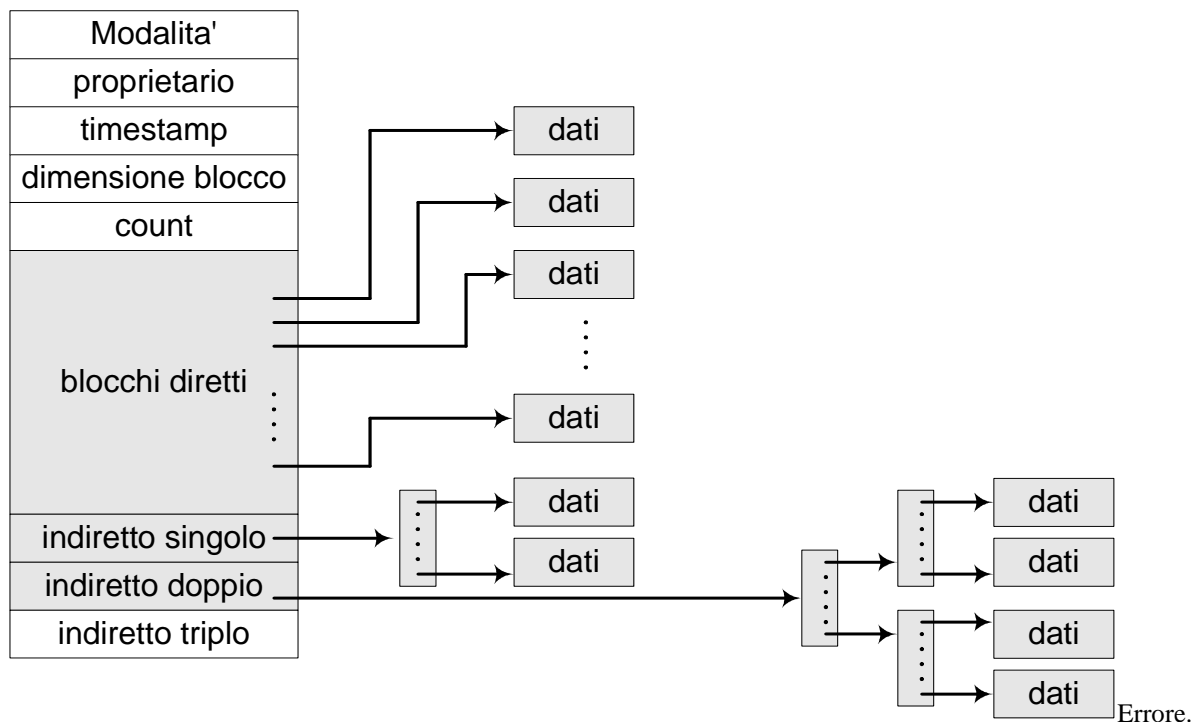 Modalita'
proprietario
timestamp
dimensione blocco
count
blocchi diretti
indiretto singolo
indiretto doppio
indiretto triplo
dati
dati
dati
dati
dati
dati
dati
dati
dati
dati
Errore.